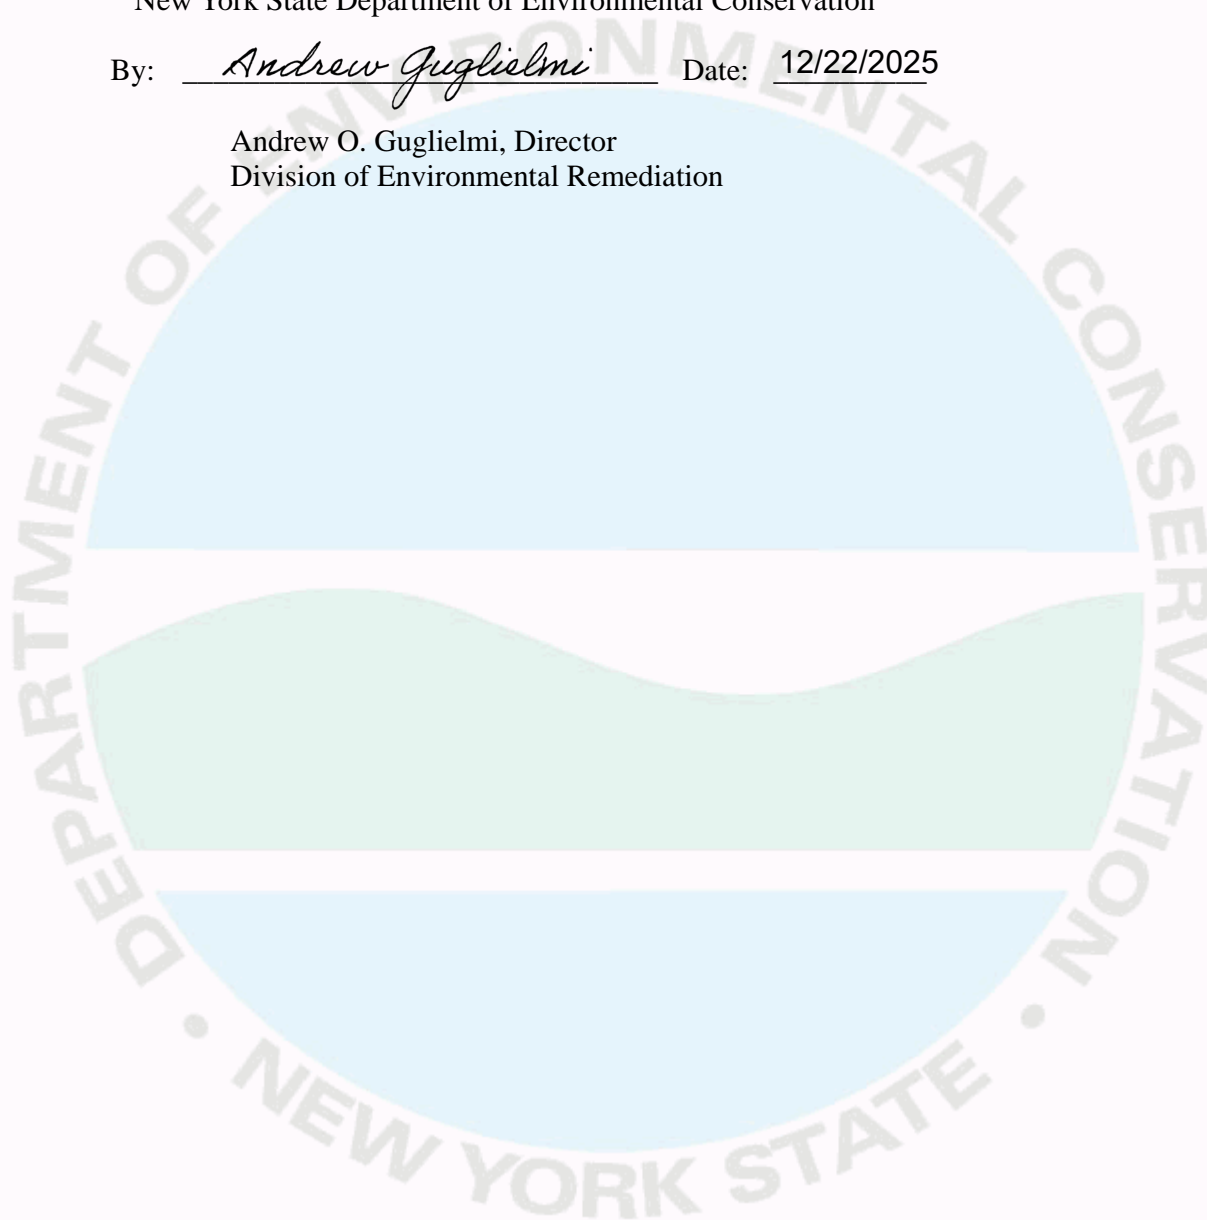 New York State Department of Environmental Conservation
By: Andrew Guglielmi Date: 12/22/2025
Andrew O. Guglielmi, Director
Division of Environmental Remediation
DEPARTMENT OF ENVIRONMENTAL CONSERVATION
• NEW YORK STATE •